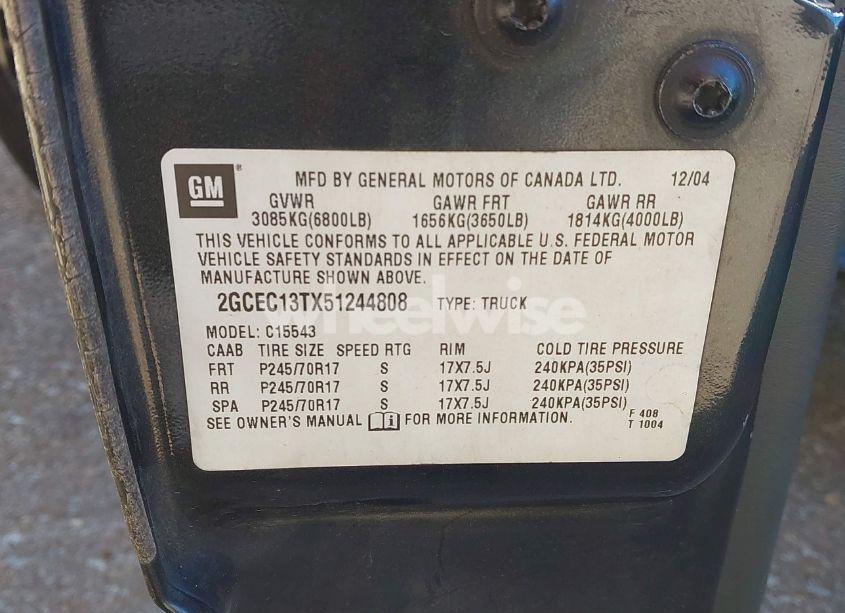 GM ® MFD BY GENERAL MOTORS OF CANADA LTD. 12/04
GVWR GAWR FRT GAWR RR
3085KG(6800LB) 1656KG(3650LB) 1814KG(4000LB)
THIS VEHICLE CONFORMS TO ALL APPLICABLE U.S. FEDERAL MOTOR
VEHICLE SAFETY STANDARDS IN EFFECT ON THE DATE OF
MANUFACTURE SHOWN ABOVE.
2GCEC13TX51244808 TYPE: TRUCK
wheelwise
MODEL: C15543
CAAB TIRE SIZE SPEED RTG RIM COLD TIRE PRESSURE
FRT P245/70R17 S 17X7.5J 240KPA(35PSI)
RR P245/70R17 S 17X7.5J 240KPA(35PSI)
SPA P245/70R17 S 17X7.5J 240KPA(35PSI)
SEE OWNER'S MANUAL FOR MORE INFORMATION. F 408
T 1004